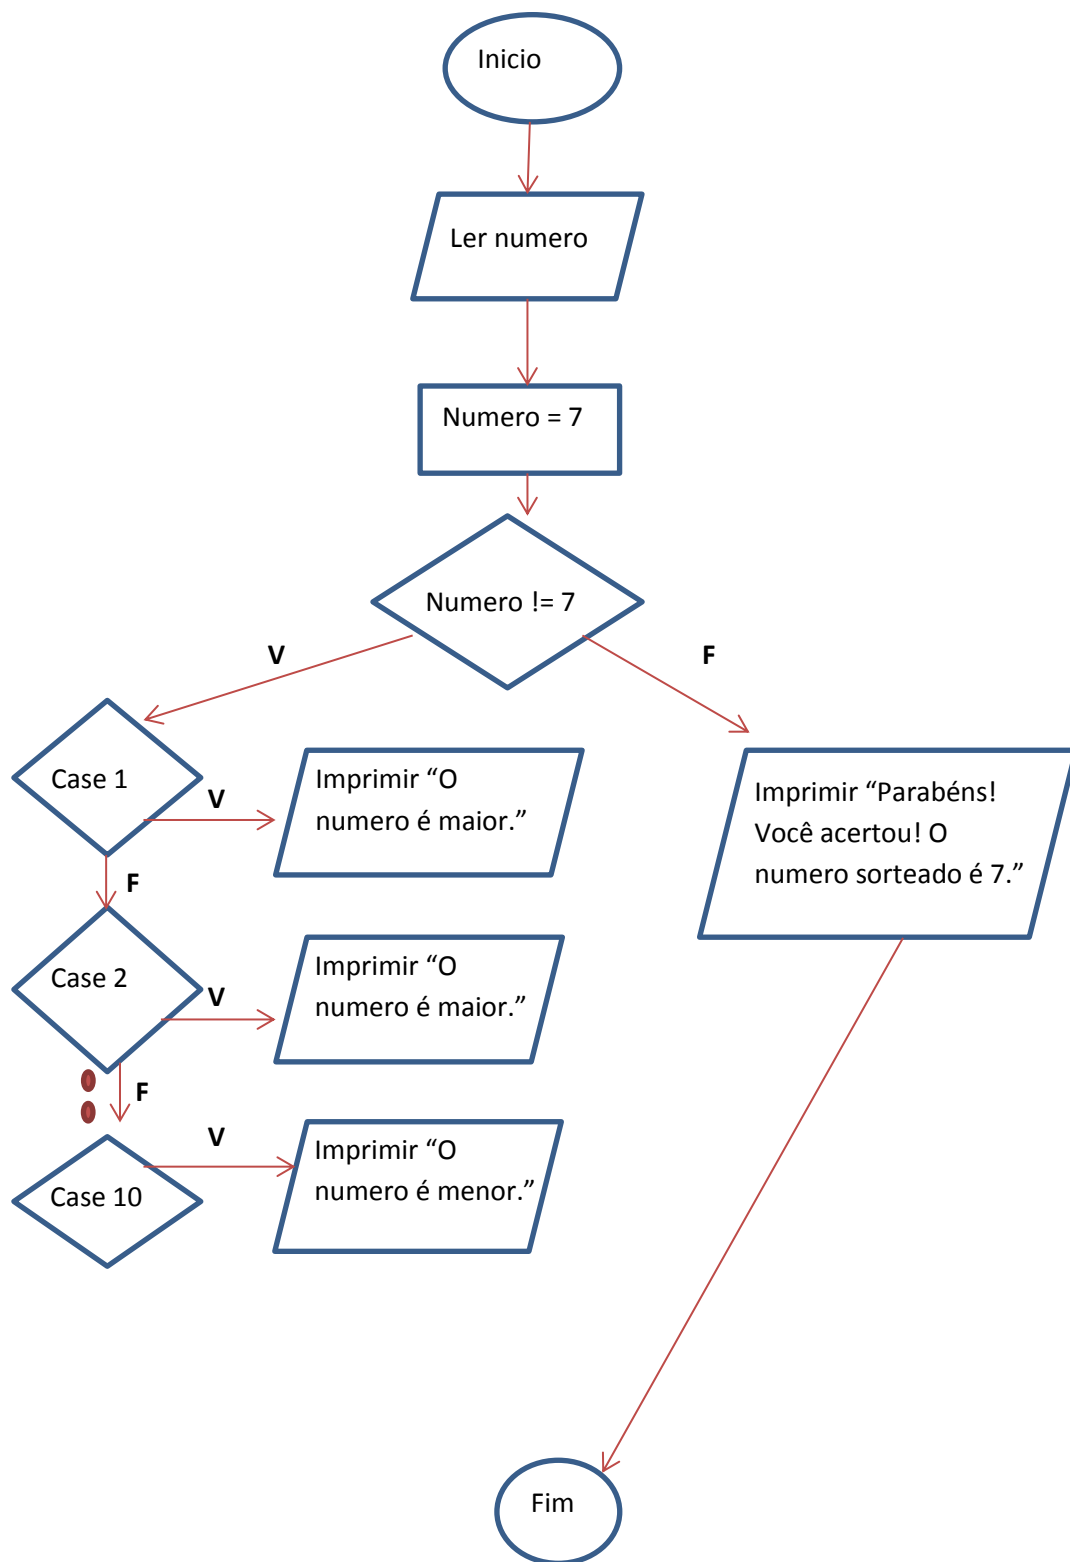 Inicio
Ler numero
Numero = 7
Numero != 7
V
F
Case 1
V
Imprimir “O
numero é maior.”
Imprimir “Parabéns!
Você acertou! O
numero sorteado é 7.”
F
Case 2
V
Imprimir “O
numero é maior.”
F
Case 10
V
Imprimir “O
numero é menor.”
Fim